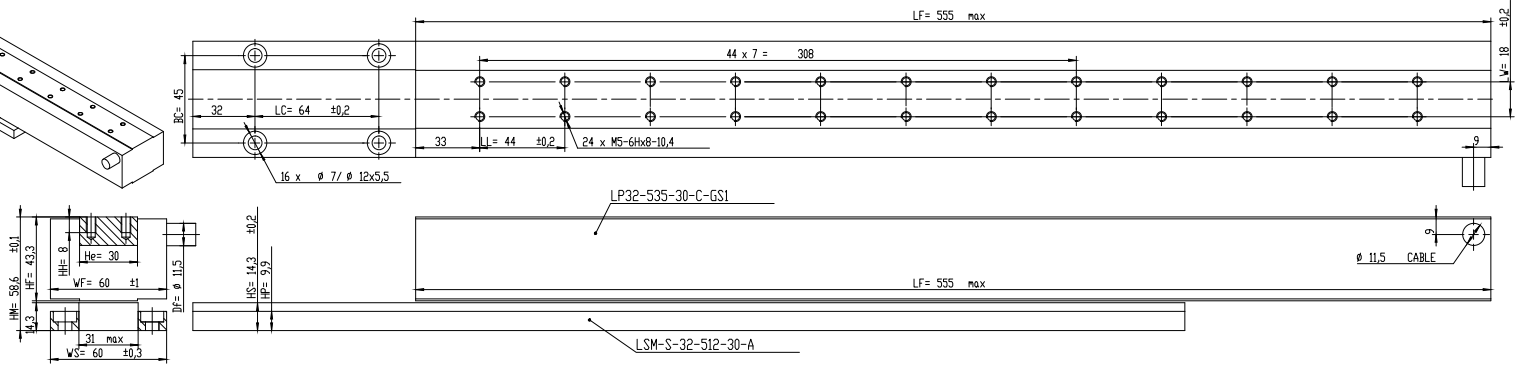 LF= 555 max
44 x 7 = 308
LW= 18 ±0,2
BC= 45
32
LC= 64 ±0,2
33
LL= 44 ±0,2
24 x M5-6Hx8-10,4
9
16 x ø 7/ ø 12x5,5
LP32-535-30-C-GS1
HM= 58,6 ±0,1
HF= 43,3
HH= 8
He= 30
WF= 60 ±1
Df= ø 11,5
14,3
31 max
WS= 60 ±0,3
HS= 14,3 ±0,2
HP= 9,9
9
ø 11,5 CABLE
LF= 555 max
LSM-S-32-512-30-A